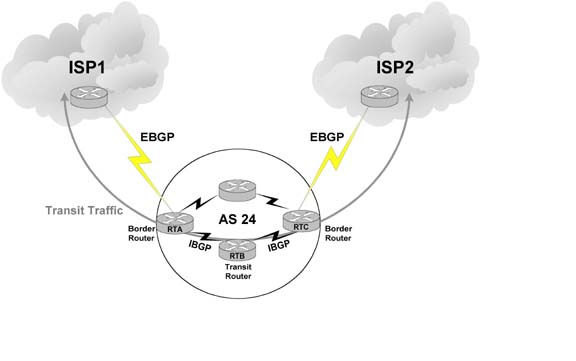 ISP1
ISP2
EBGP
EBGP
Transit Traffic
AS 24
Border
Router
RTA
RTC
Border
Router
IBGP
IBGP
RTB
Transit
Router